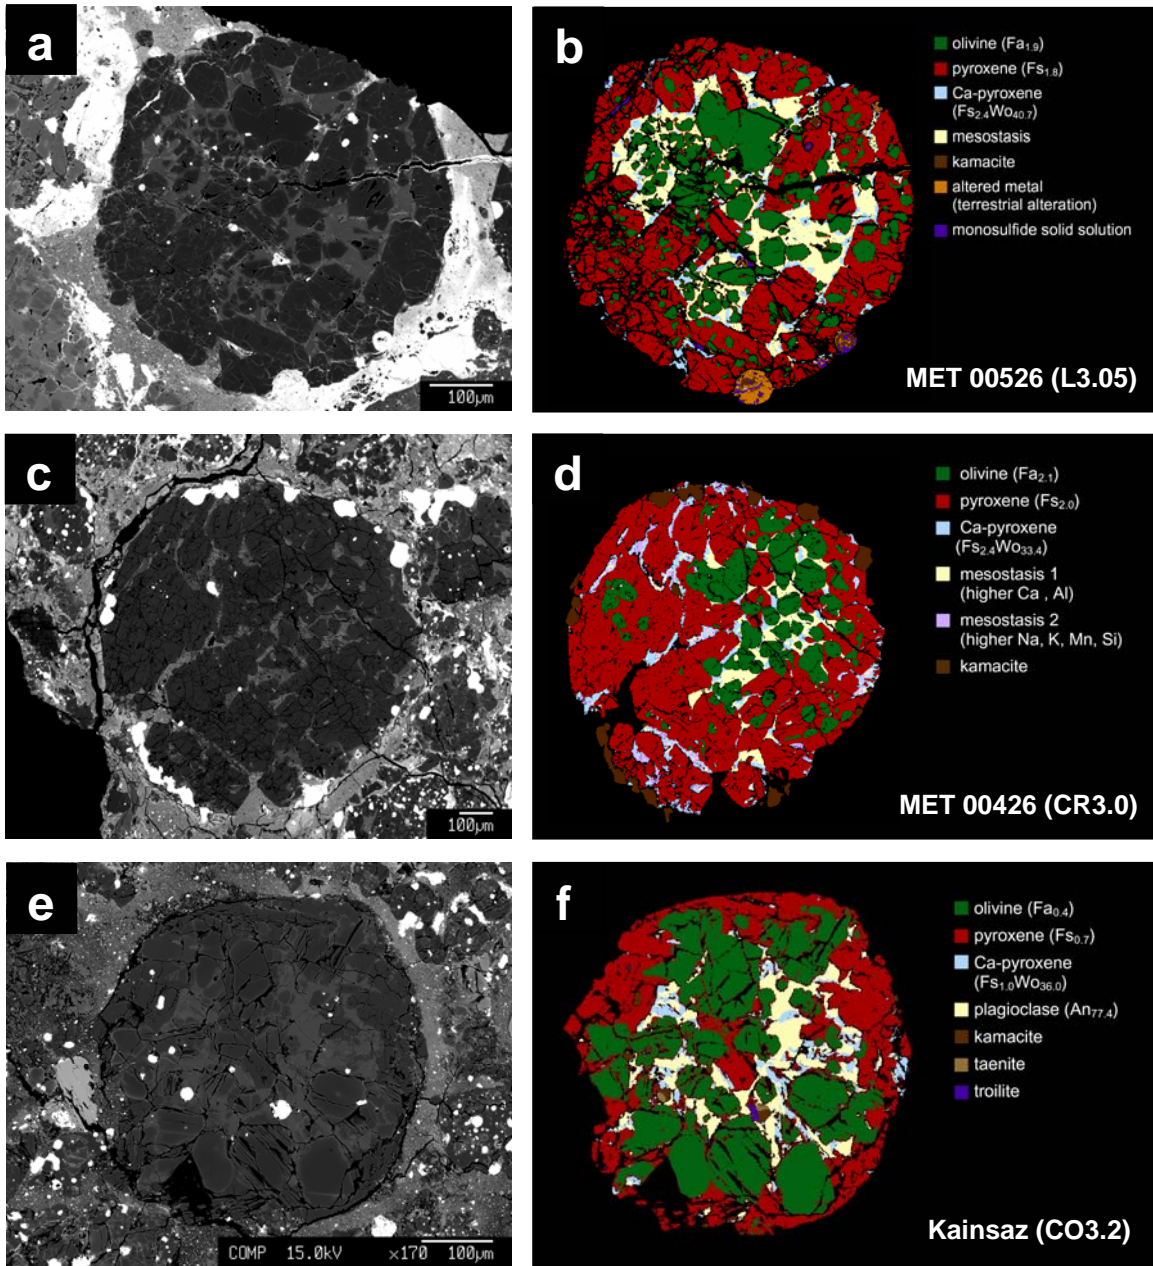 a
100µm
b
olivine (Fa1.9)
pyroxene (Fs1.8)
Ca-pyroxene
(Fs2.4Wo40.7)
mesostasis
kamacite
altered metal
(terrestrial alteration)
monosulfide solid solution
MET 00526 (L3.05)
c
100µm
d
olivine (Fa2.1)
pyroxene (Fs2.0)
Ca-pyroxene
(Fs2.4Wo33.4)
mesostasis 1
(higher Ca , Al)
mesostasis 2
(higher Na, K, Mn, Si)
kamacite
MET 00426 (CR3.0)
e
COMP 15.0kV ×170 100µm
f
olivine (Fa0.4)
pyroxene (Fs0.7)
Ca-pyroxene
(Fs1.0Wo36.0)
plagioclase (An77.4)
kamacite
taenite
troilite
Kainsaz (CO3.2)